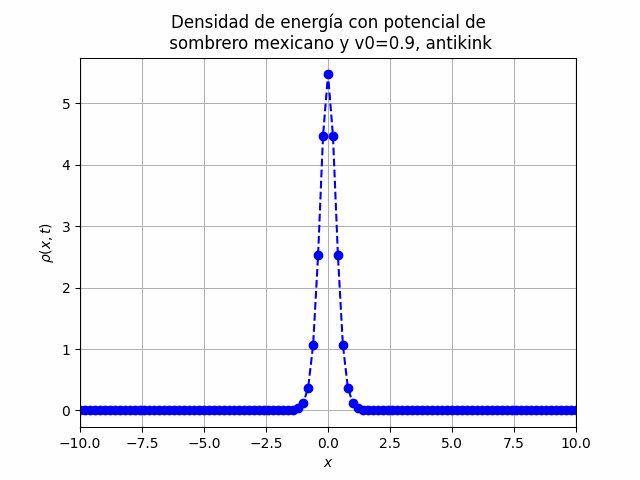 Densidad de energía con potencial de
sombrero mexicano y v0=0.9, antikink
5
4
3
2
1
0
ρ(x, t)
−10.0 −7.5 −5.0 −2.5 0.0 2.5 5.0 7.5 10.0
x